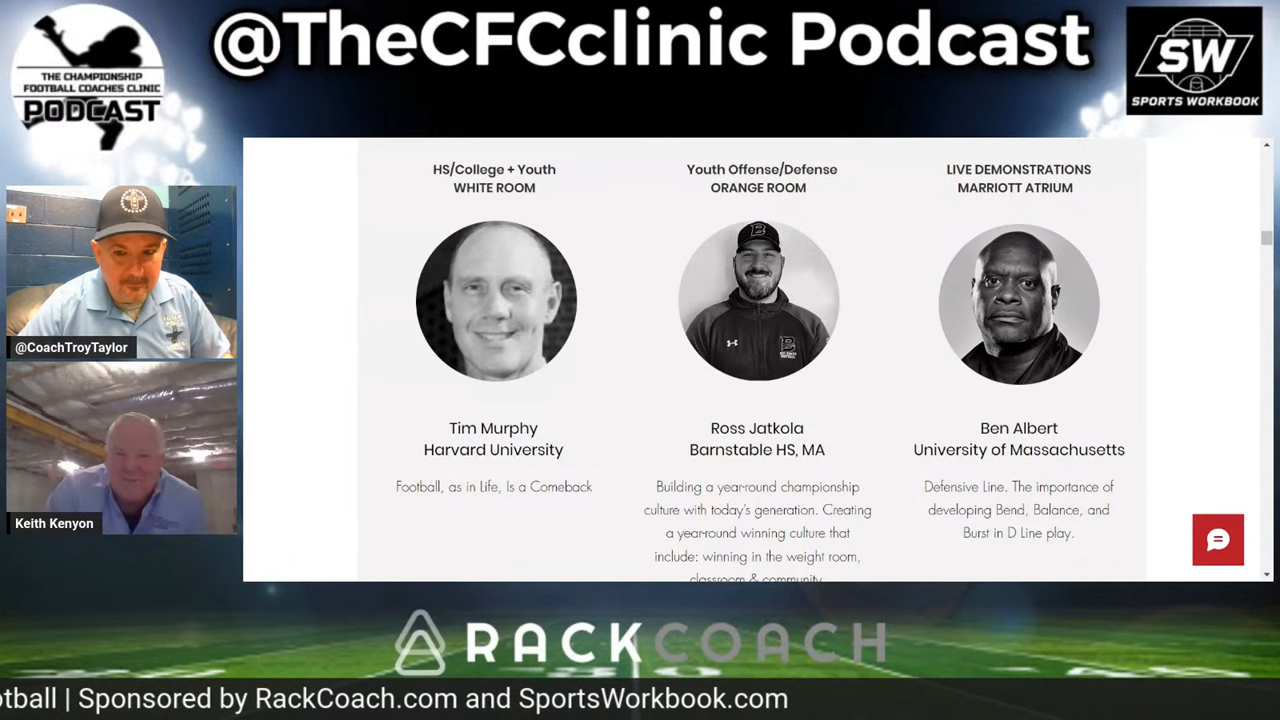 @TheCFCclinic Podcast
THE CHAMPIONSHIP
FOOTBALL COACHES CLINIC
PODCAST
SW
SPORTS WORKBOOK
HS/College + Youth
WHITE ROOM
Youth Offense/Defense
ORANGE ROOM
LIVE DEMONSTRATIONS
MARRIOTT ATRIUM
@CoachTroyTaylor
Keith Kenyon
Tim Murphy
Harvard University
Football, as in Life, Is a Comeback
Ross Jatkola
Barnstable HS, MA
Building a year-round championship
culture with today's generation. Creating
a year-round winning culture that
include: winning in the weight room,
classroom & community.
Ben Albert
University of Massachusetts
Defensive Line. The importance of
developing Bend, Balance, and
Burst in D Line play.
RACKCOACH
otball | Sponsored by RackCoach.com and SportsWorkbook.com